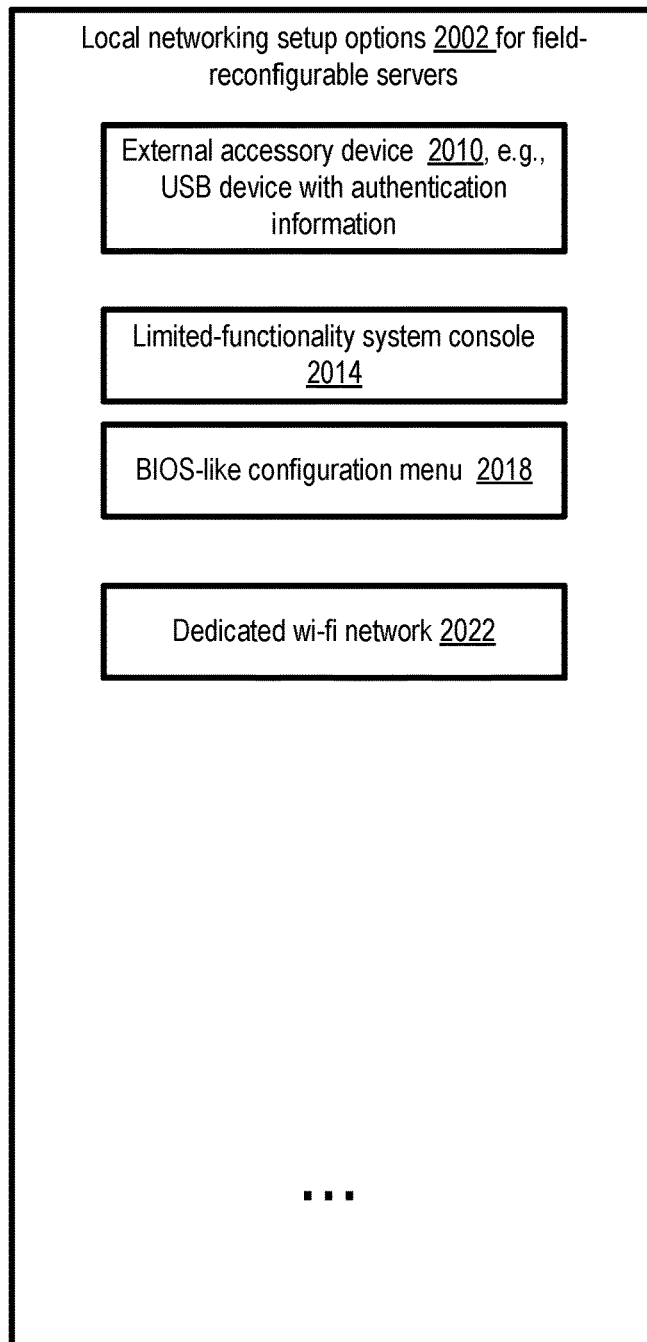 Local networking setup options 2002 for field-
reconfigurable servers
External accessory device 2010, e.g.,
USB device with authentication
information
Limited-functionality system console
2014
BIOS-like configuration menu 2018
Dedicated wi-fi network 2022
...